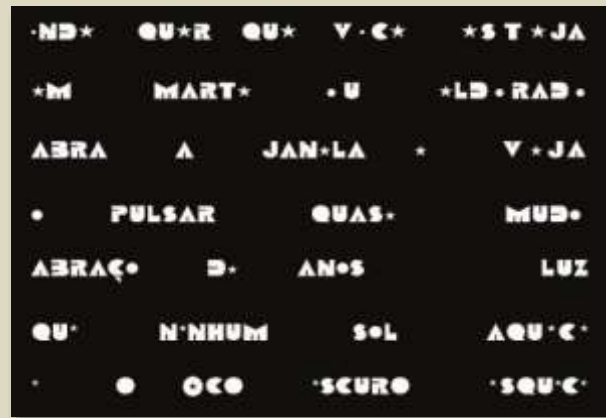 •ND★ QU★R QU★ V•C★ ★ST★JA
★M MART★ •U ★LD•RAD•
ABRA A JAN★LA ★ V★JA
• PULSAR QUAS★ MUD•
ABRAÇ• D★ AN•S LUZ
QU★ N★NHUM S•L AQU★C★
★ O OCO ★SCURO ★SQU★C★